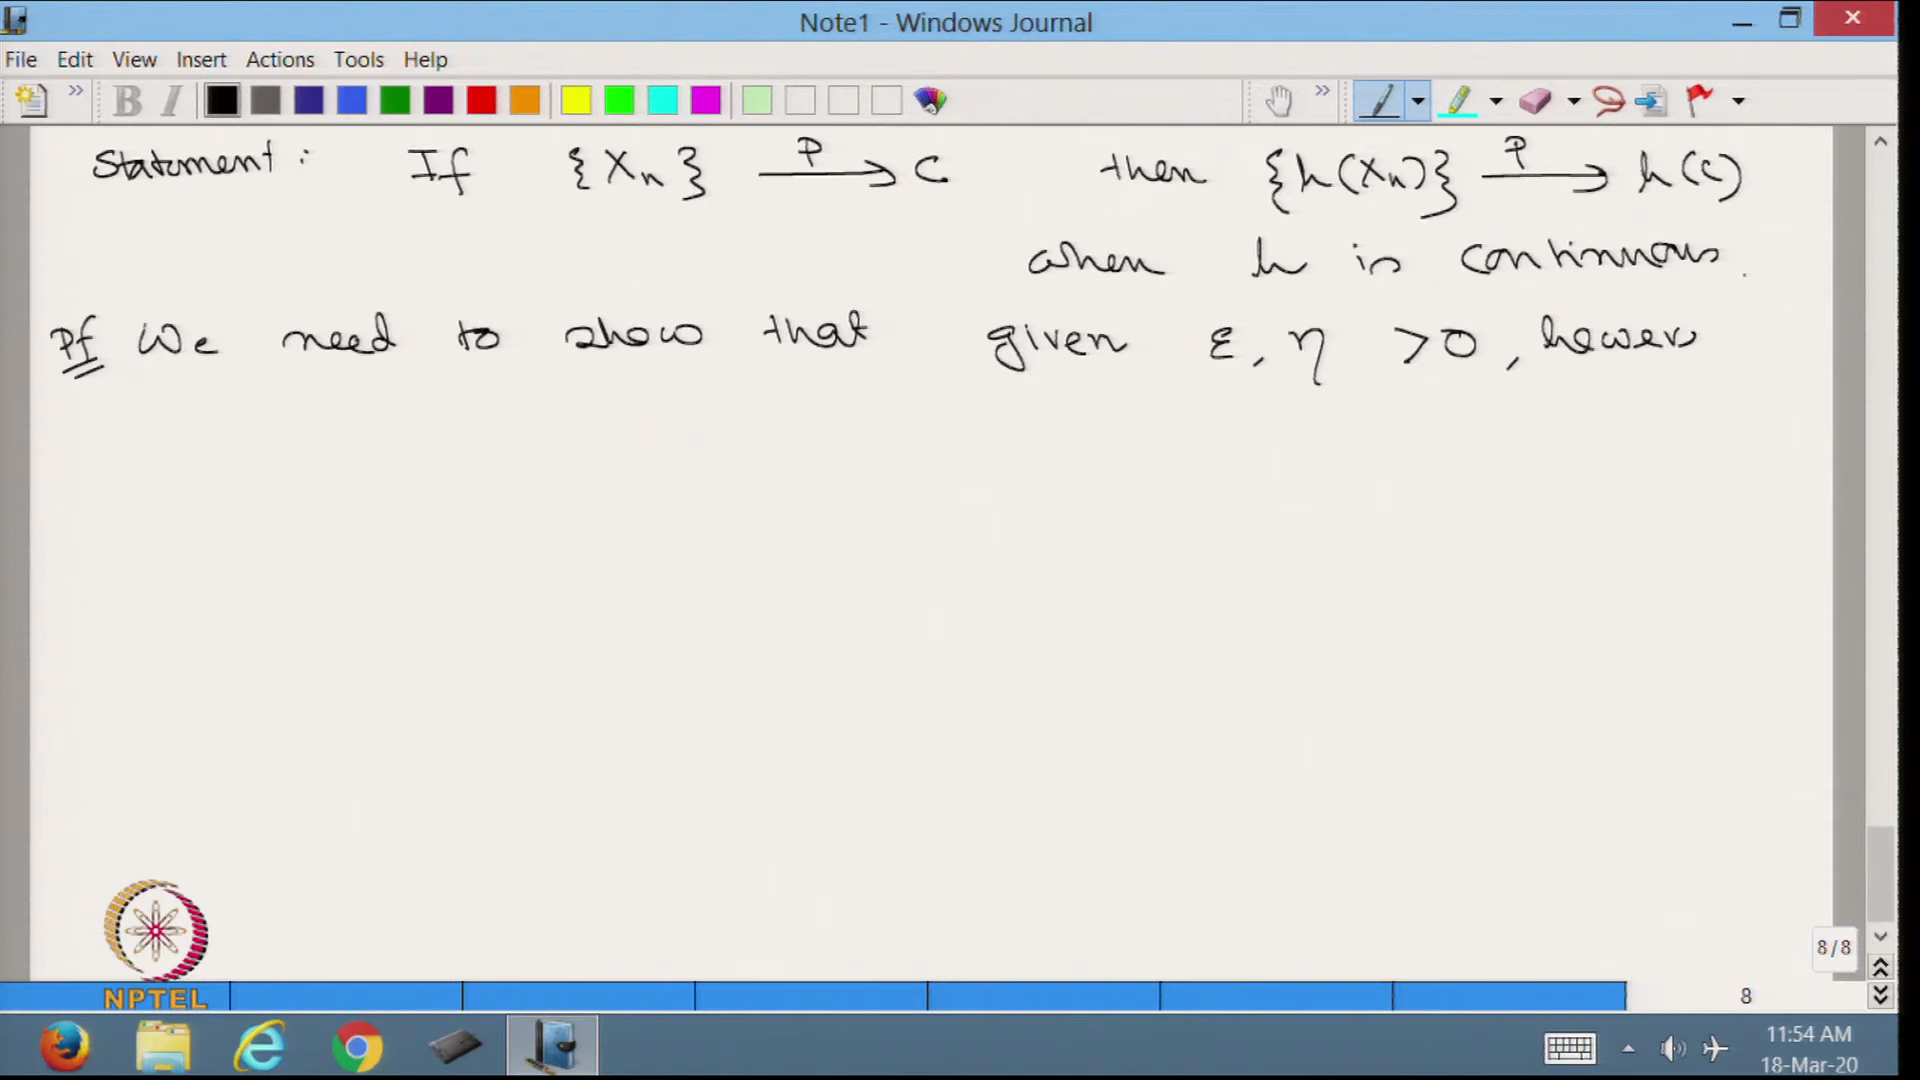 Note1 - Windows Journal
File Edit View Insert Actions Tools Help
B I
Statement : If {Xn} P→ C then {h(Xn)} P→ h(C)
when h is continuous.
Pf We need to show that given ε, η > 0, howev
8/8
NPTEL
8
11:54 AM
18-Mar-20